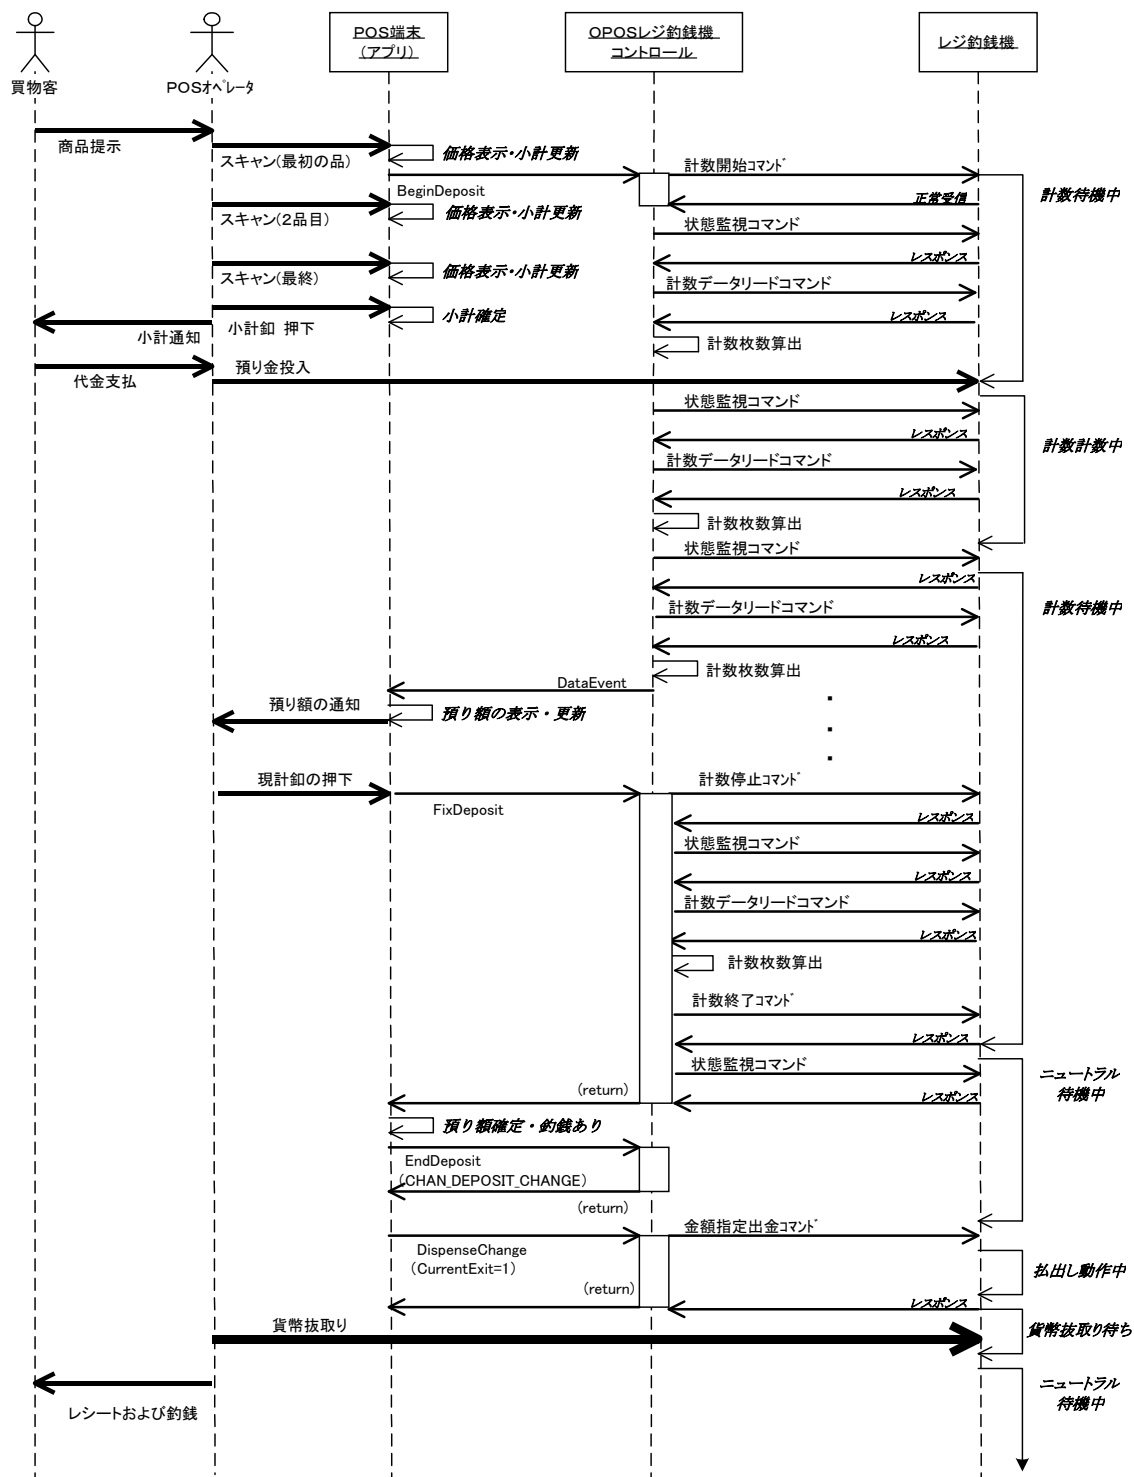 POS端末
(アプリ)
OPOSレジ釣銭機
コントロール
レジ釣銭機
買物客
POSオペレータ
商品提示
スキャン(最初の品)
価格表示・小計更新
計数開始コマンド
BeginDeposit
正常受信
計数待機中
スキャン(2品目)
価格表示・小計更新
状態監視コマンド
レスポンス
スキャン(最終)
価格表示・小計更新
計数データリードコマンド
小計確定
レスポンス
小計通知
小計釦 押下
計数枚数算出
代金支払
預り金投入
状態監視コマンド
レスポンス
計数計数中
計数データリードコマンド
レスポンス
計数枚数算出
状態監視コマンド
レスポンス
計数データリードコマンド
計数待機中
レスポンス
計数枚数算出
DataEvent
預り額の通知
預り額の表示・更新
・
・
・
現計釦の押下
計数停止コマンド
FixDeposit
レスポンス
状態監視コマンド
レスポンス
計数データリードコマンド
レスポンス
計数枚数算出
計数終了コマンド
レスポンス
状態監視コマンド
ニュートラル
待機中
(return)
レスポンス
預り額確定・釣銭あり
EndDeposit
(CHAN_DEPOSIT_CHANGE)
(return)
金額指定出金コマンド
DispenseChange
(CurrentExit=1)
払出し動作中
(return)
レスポンス
貨幣抜取り
貨幣抜取り待ち
ニュートラル
待機中
レシートおよび釣銭